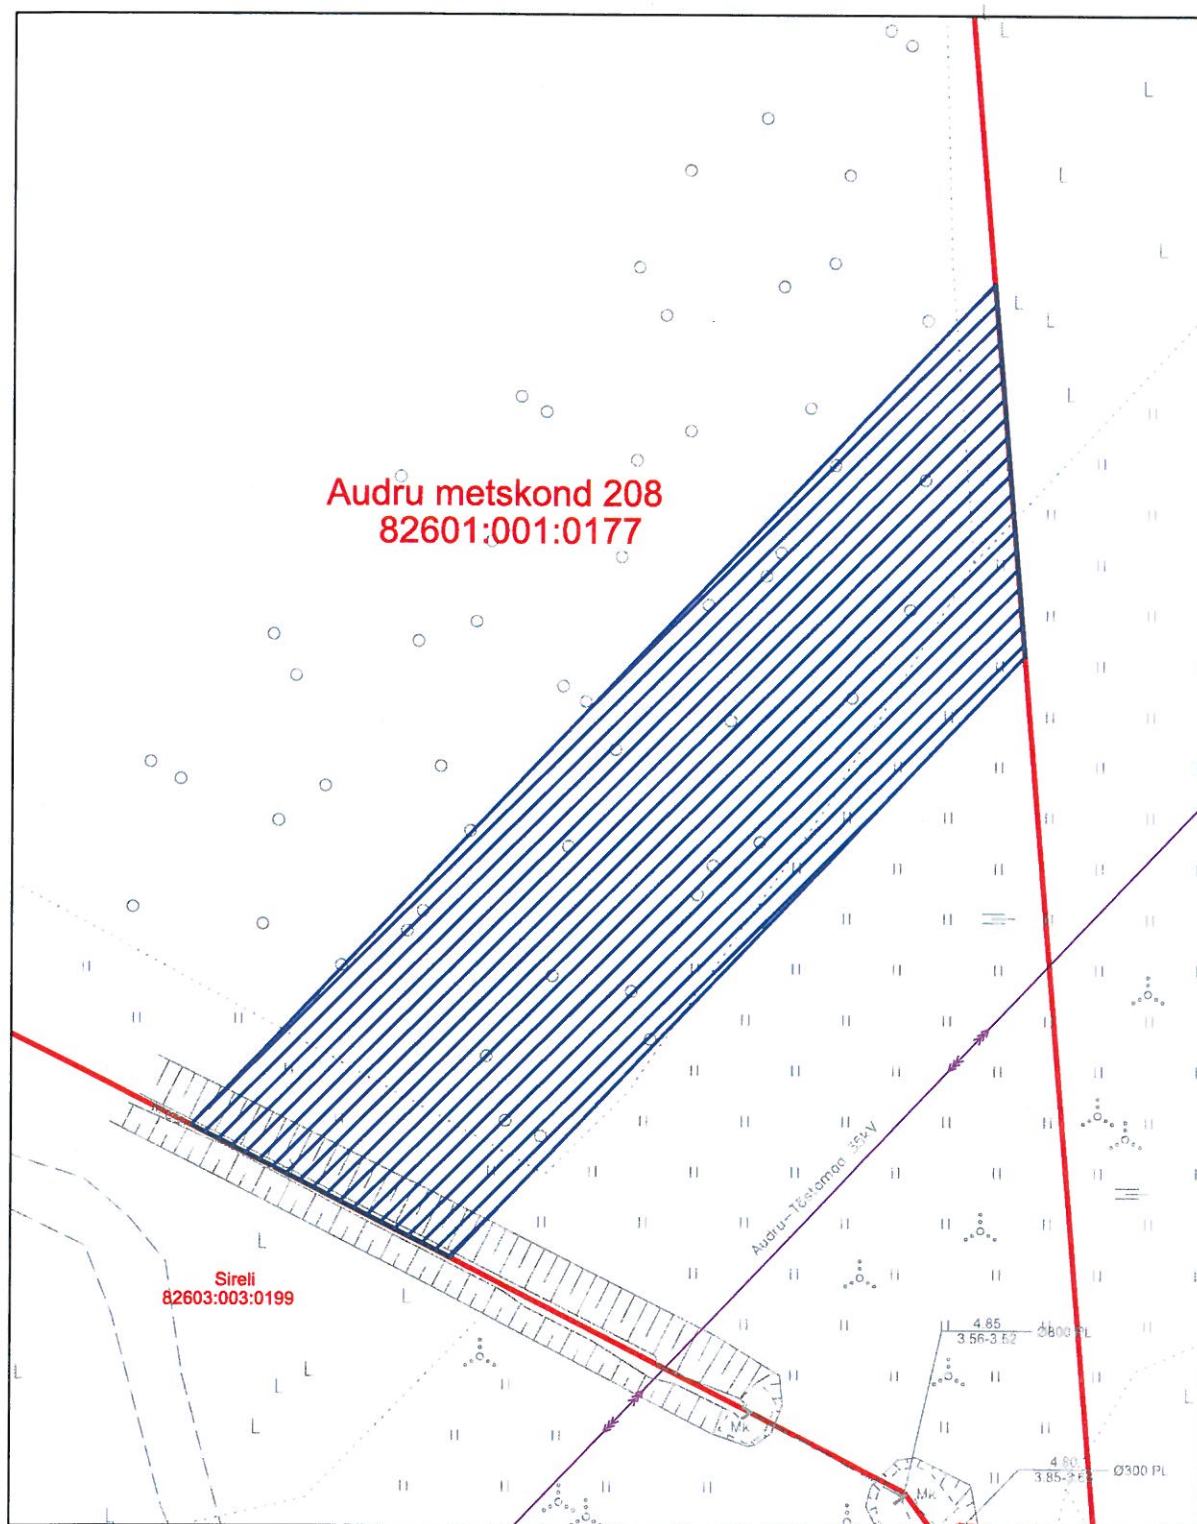 Audru metskond 208
82601:001:0177
Audru-Tõstamaa 35kV
Sireli
82603:003:0199
4.85
3.56-3.52
Ø800 PL
Mk
4.80
Ø300 PL
Mk